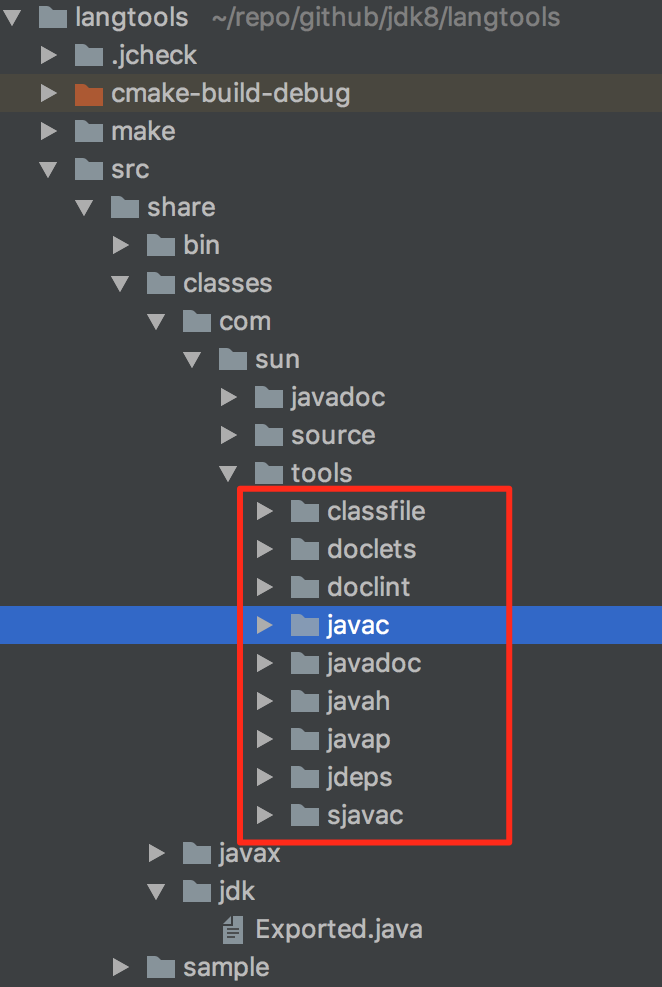 langtools ~/repo/github/jdk8/langtools
.jcheck
cmake-build-debug
make
src
share
bin
classes
com
sun
javadoc
source
tools
classfile
doclets
doclint
javac
javadoc
javah
javap
jdeps
sjavac
javax
jdk
Exported.java
sample